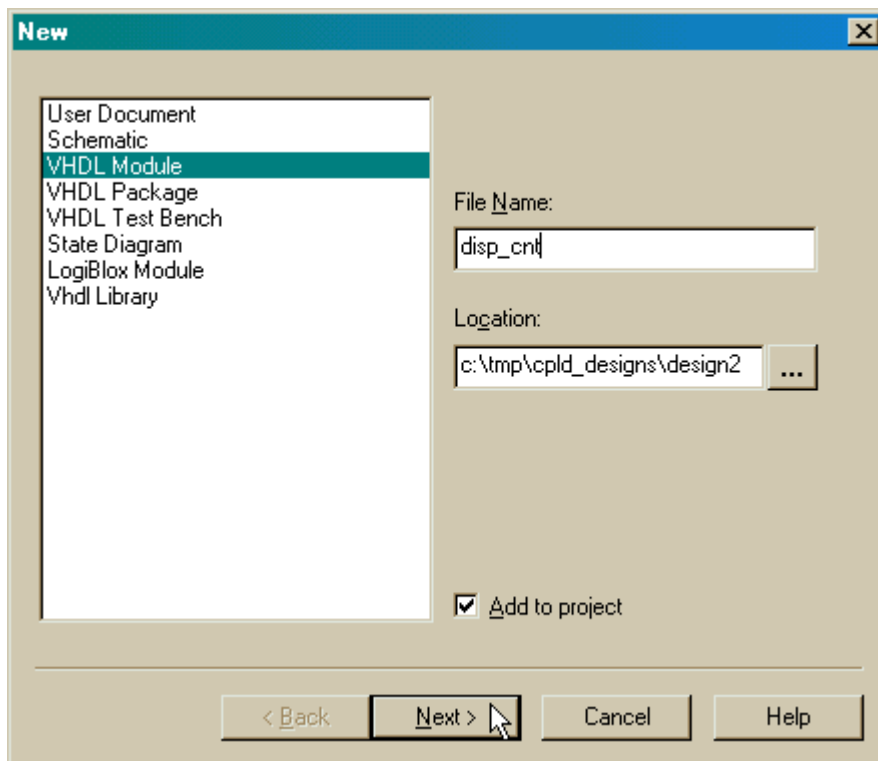 New
User Document
Schematic
VHDL Module
VHDL Package
VHDL Test Bench
State Diagram
LogiBlox Module
Vhdl Library
File Name:
disp_cnt
Location:
c:\tmp\cpld_designs\design2
...
Add to project
< Back
Next >
Cancel
Help